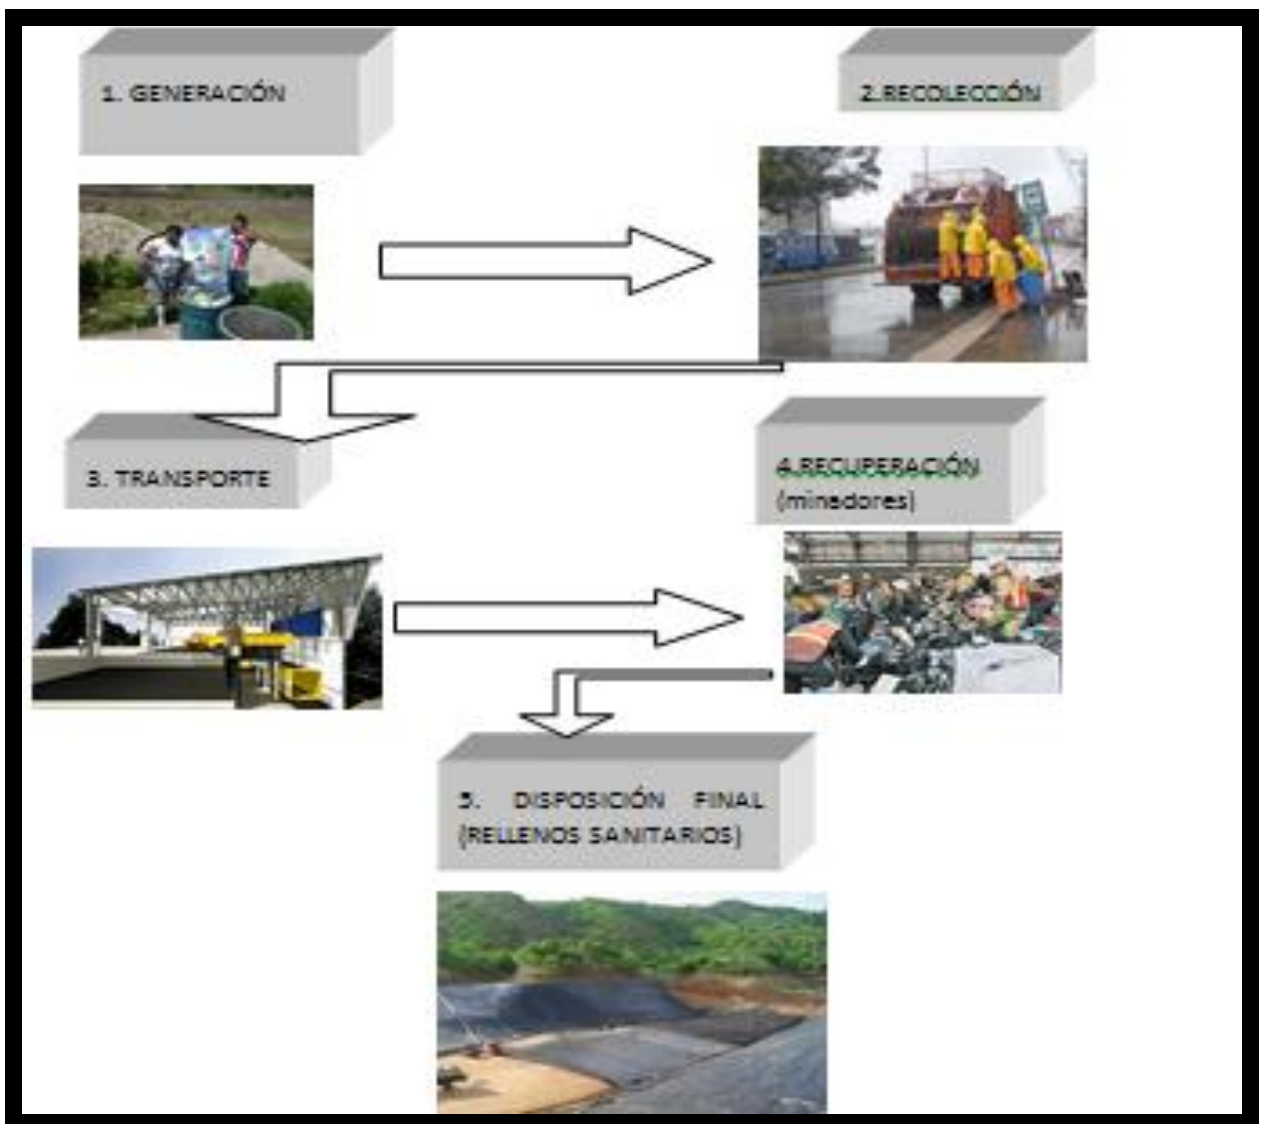 1. GENERACIÓN
2.RECOLECCIÓN
3. TRANSPORTE
4.RECUPERACIÓN
(minadores)
5. DISPOSICIÓN FINAL
(RELLENOS SANITARIOS)